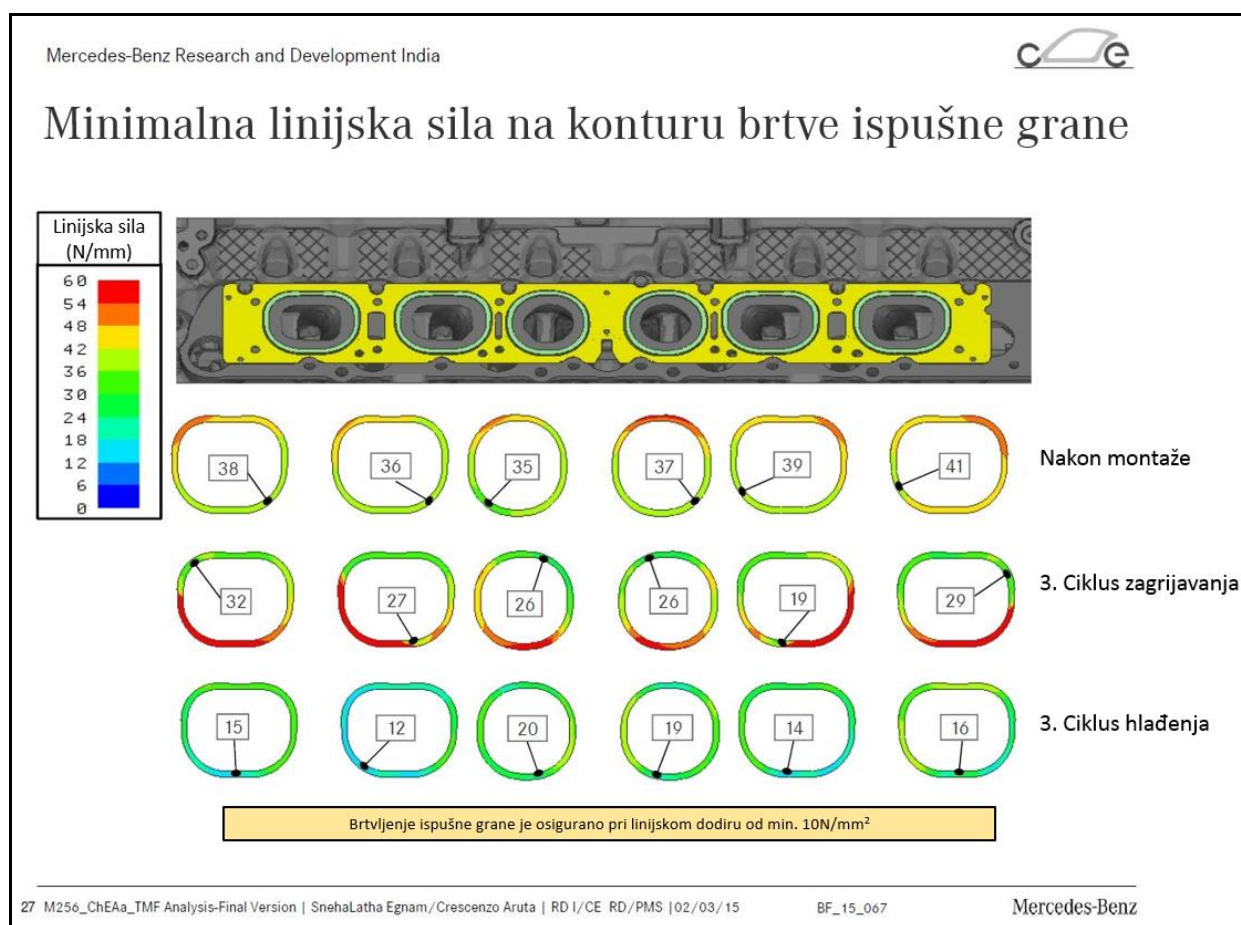 Mercedes-Benz Research and Development India
c e
Minimalna linijska sila na konturu brtve ispušne grane
Linijska sila
(N/mm)
60
54
48
42
36
30
24
18
12
6
0
38 36 35 37 39 41 Nakon montaže
32 27 26 26 19 29 3. Ciklus zagrijavanja
15 12 20 19 14 16 3. Ciklus hlađenja
Brtvljenje ispušne grane je osigurano pri linijskom dodiru od min. 10N/mm²
27 M256_ChEAa_TMF Analysis-Final Version | SnehaLatha Egnam/Crescenzo Aruta | RD I/CE RD/PMS |02/03/15 BF_15_067 Mercedes-Benz